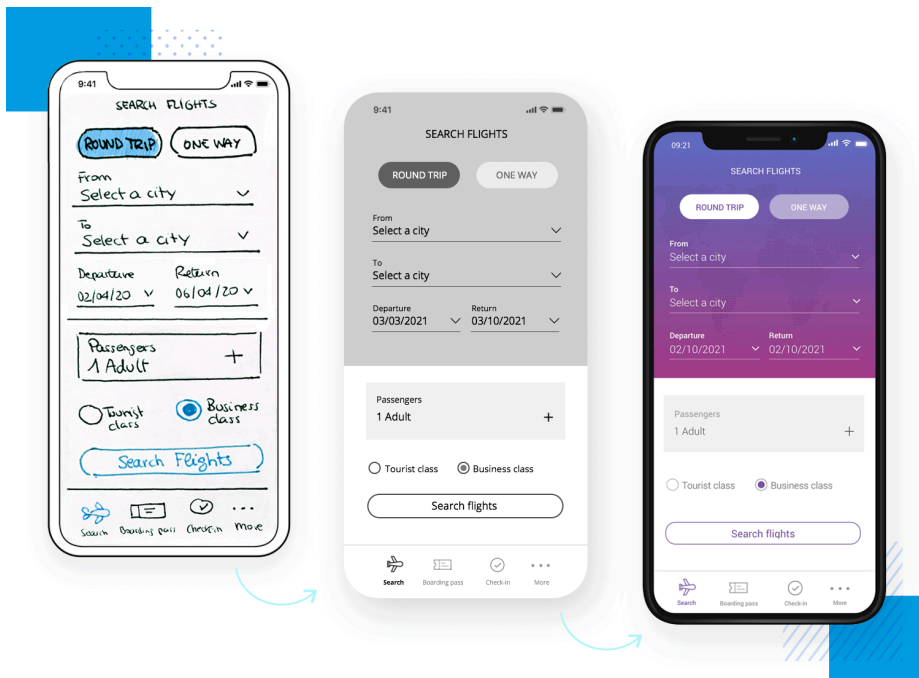 9:41
SEARCH FLIGHTS
ROUND TRIP ONE WAY
From
Select a city
To
Select a city
Departure Return
02/04/20 06/04/20
Passengers
1 Adult +
Tourist class Business class
Search Flights
Search Boarding pass Check-in More
9:41
SEARCH FLIGHTS
ROUND TRIP ONE WAY
From
Select a city
To
Select a city
Departure Return
03/03/2021 03/10/2021
Passengers
1 Adult +
Tourist class Business class
Search flights
Search Boarding pass Check-in More
09:21
SEARCH FLIGHTS
ROUND TRIP ONE WAY
From
Select a city
To
Select a city
Departure Return
02/10/2021 02/10/2021
Passengers
1 Adult +
Tourist class Business class
Search flights
Search Boarding pass Check-in More